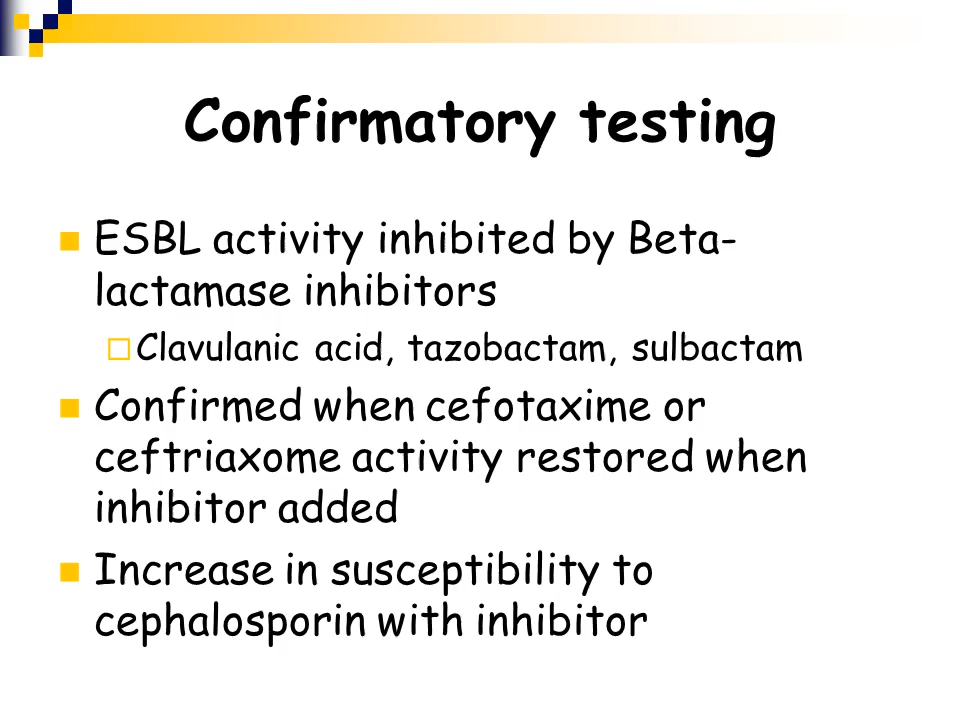 Confirmatory testing
ESBL activity inhibited by Beta-
lactamase inhibitors
Clavulanic acid, tazobactam, sulbactam
Confirmed when cefotaxime or
ceftriaxome activity restored when
inhibitor added
Increase in susceptibility to
cephalosporin with inhibitor